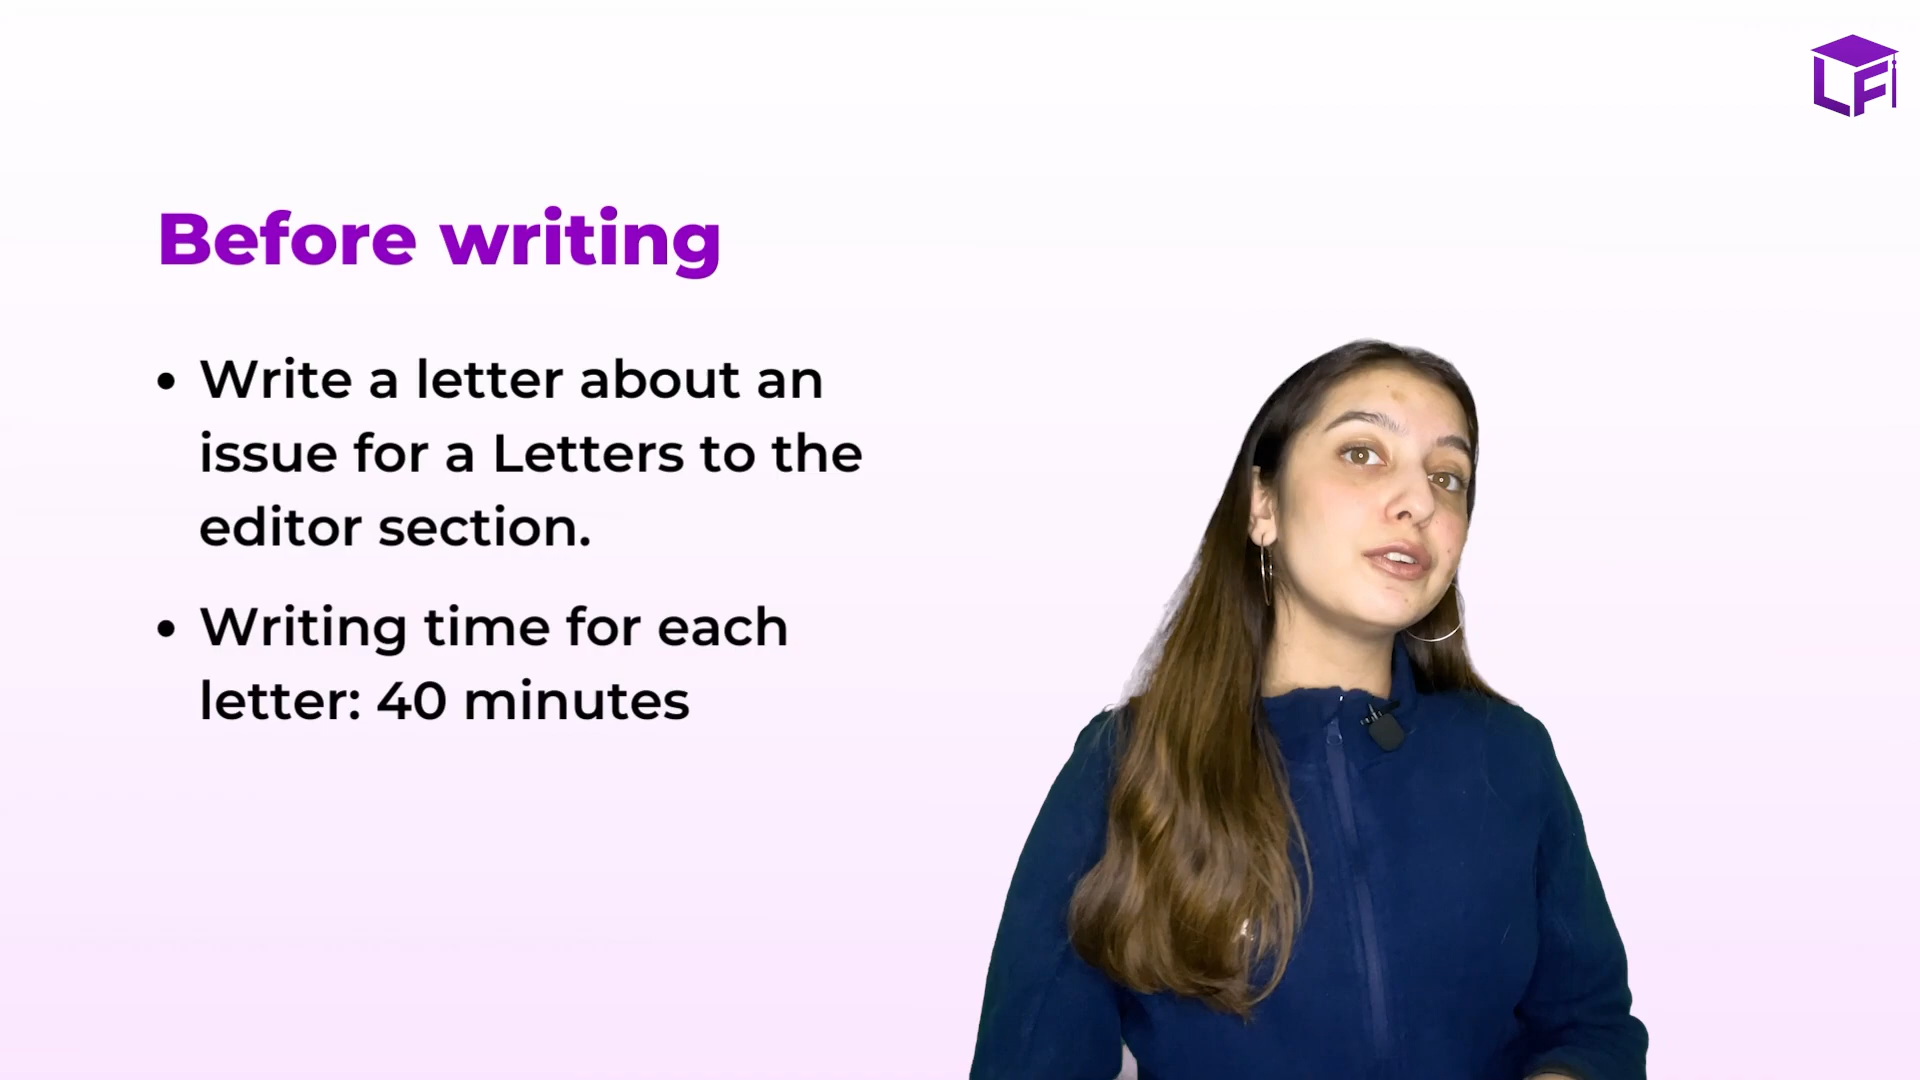 LF
Before writing
• Write a letter about an
issue for a Letters to the
editor section.
• Writing time for each
letter: 40 minutes